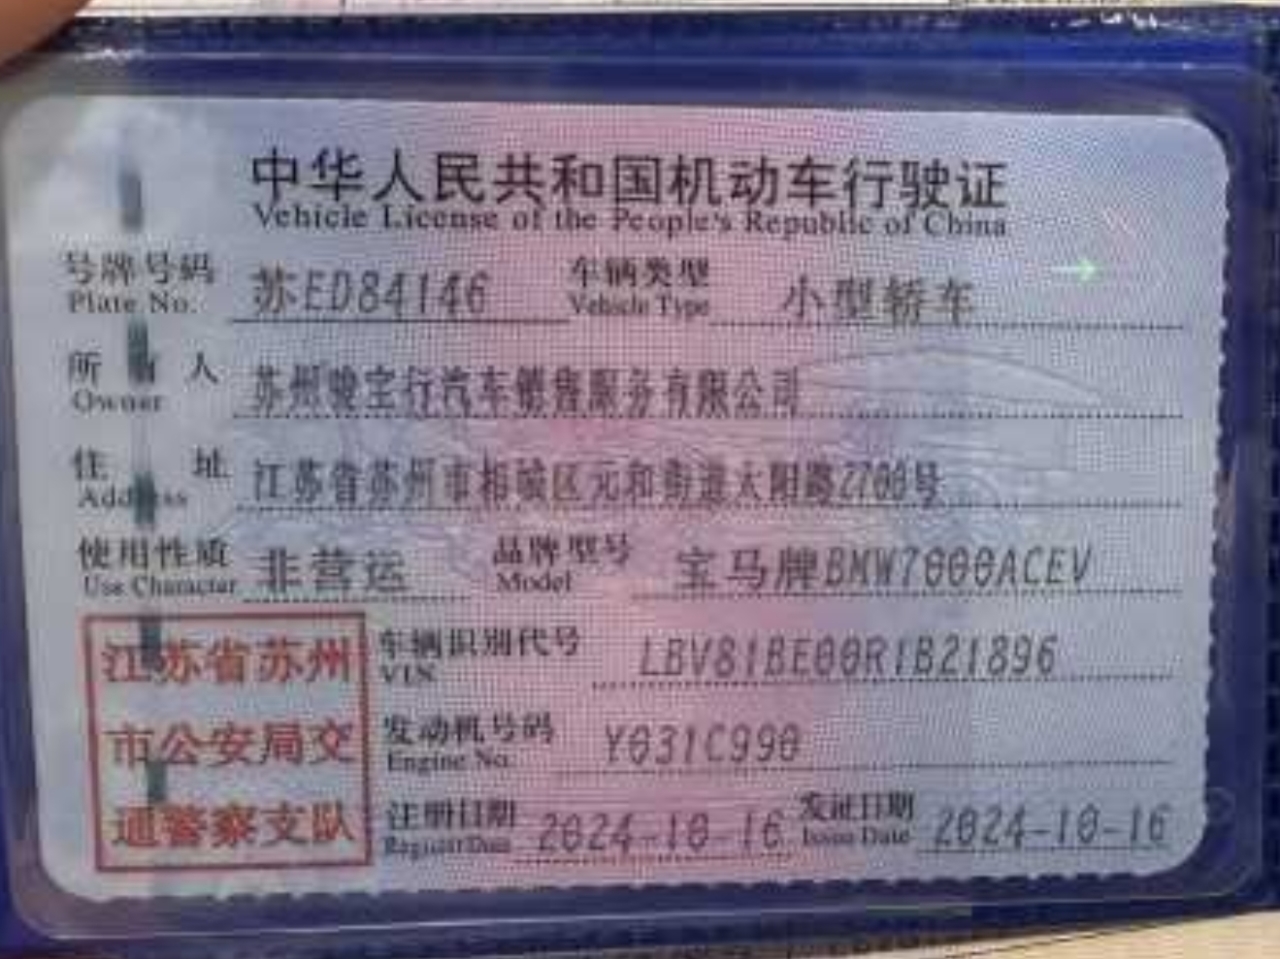 中华人民共和国机动车行驶证
Vehicle License of the People's Republic of China
号牌号码 苏ED84146 车辆类型 小型轿车
Plate No. Vehicle Type
所有人 苏州骏宝行汽车销售服务有限公司
Owner
住址 江苏省苏州市相城区元和街道太阳路2700号
Address
使用性质 非营运 品牌型号 宝马牌BMW7000ACEV
Use Character Model
江苏省苏州 车辆识别代号 LBV81BE00R1B21896
VIN
市公安局交 发动机号码 Y031C990
Engine No.
通警察支队 注册日期 2024-10-16 发证日期 2024-10-16
Register Date Issue Date